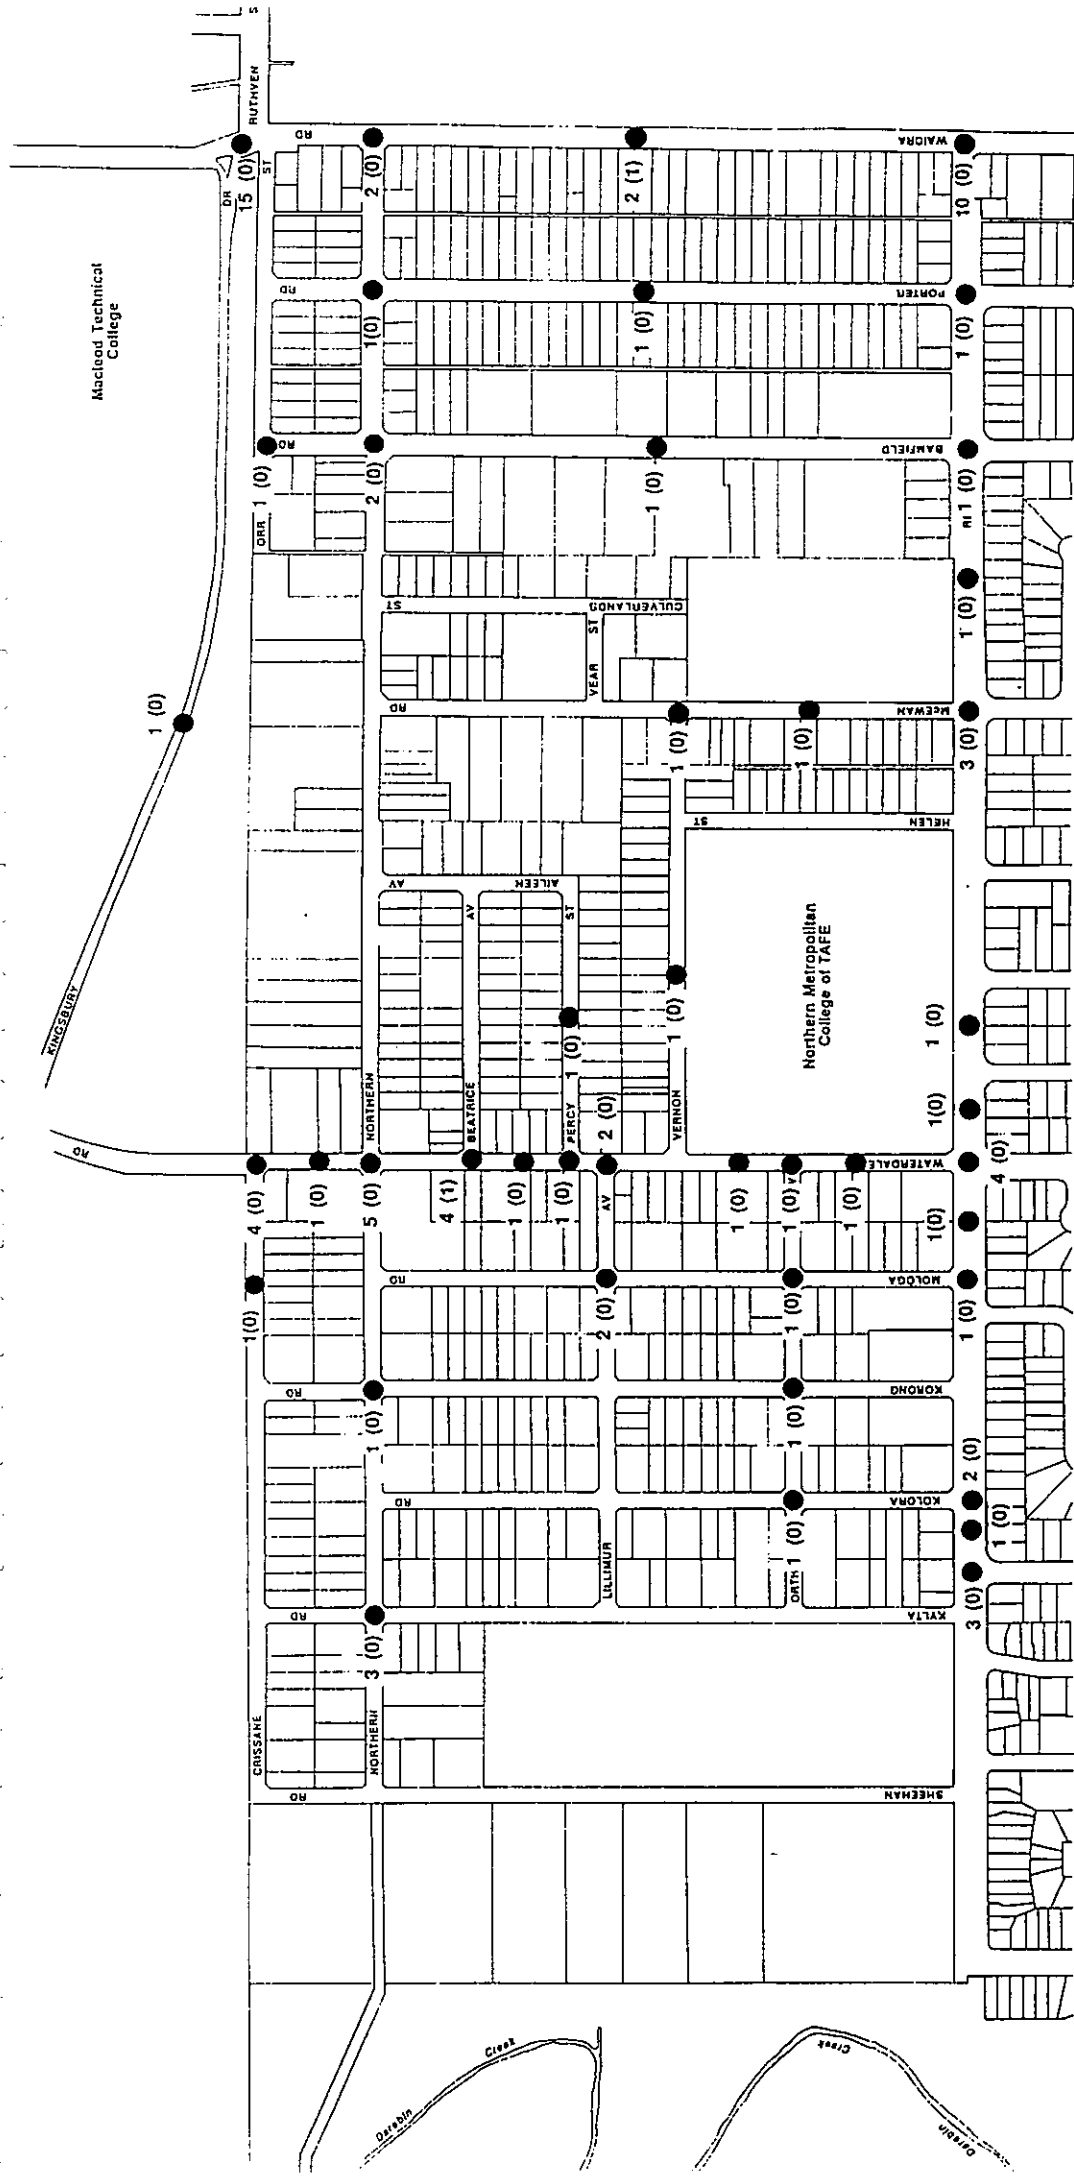 Macleod Technical
College
KINGSBURY
DR
RUTHVEN
ST
S
15 (0)
1 (0)
RD
CRISSANE
ORR
1 (0)
4 (0)
1(0)
1 (0)
RD
RD
RD
RD
RD
NORTHERN
NORTHERN
3 (0)
1 (0)
5 (0)
2 (0)
1(0)
2 (0)
RD
RD
AV
RD
ST
BEATRICE
AV
4 (1)
1 (0)
AILEEN
PERCY
ST
1 (0)
1 (0)
LILLIMUR
AV
2 (0)
2 (0)
VEAR
ST
CULVERLANDS
1 (0)
1 (0)
2 (1)
VERNON
1 (0)
1 (0)
ST
1 (0)
ORTH
1 (0)
1 (0)
1 (0)
1 (0)
V
1 (0)
1 (0)
Northern Metropolitan
College of TAFE
SHEEHAN
KYLTA
KOLORA
KORONG
MOLOGA
WATERDALE
HELEN
McEWAN
BANFIELD
PORTER
WAIORA
1(0)
1(0)
1 (0)
3 (0)
1 (0)
2 (0)
1 (0)
4 (0)
3 (0)
1 (0)
RI
1 (0)
1 (0)
10 (0)
Darebin
Creek
Darebin
Creek